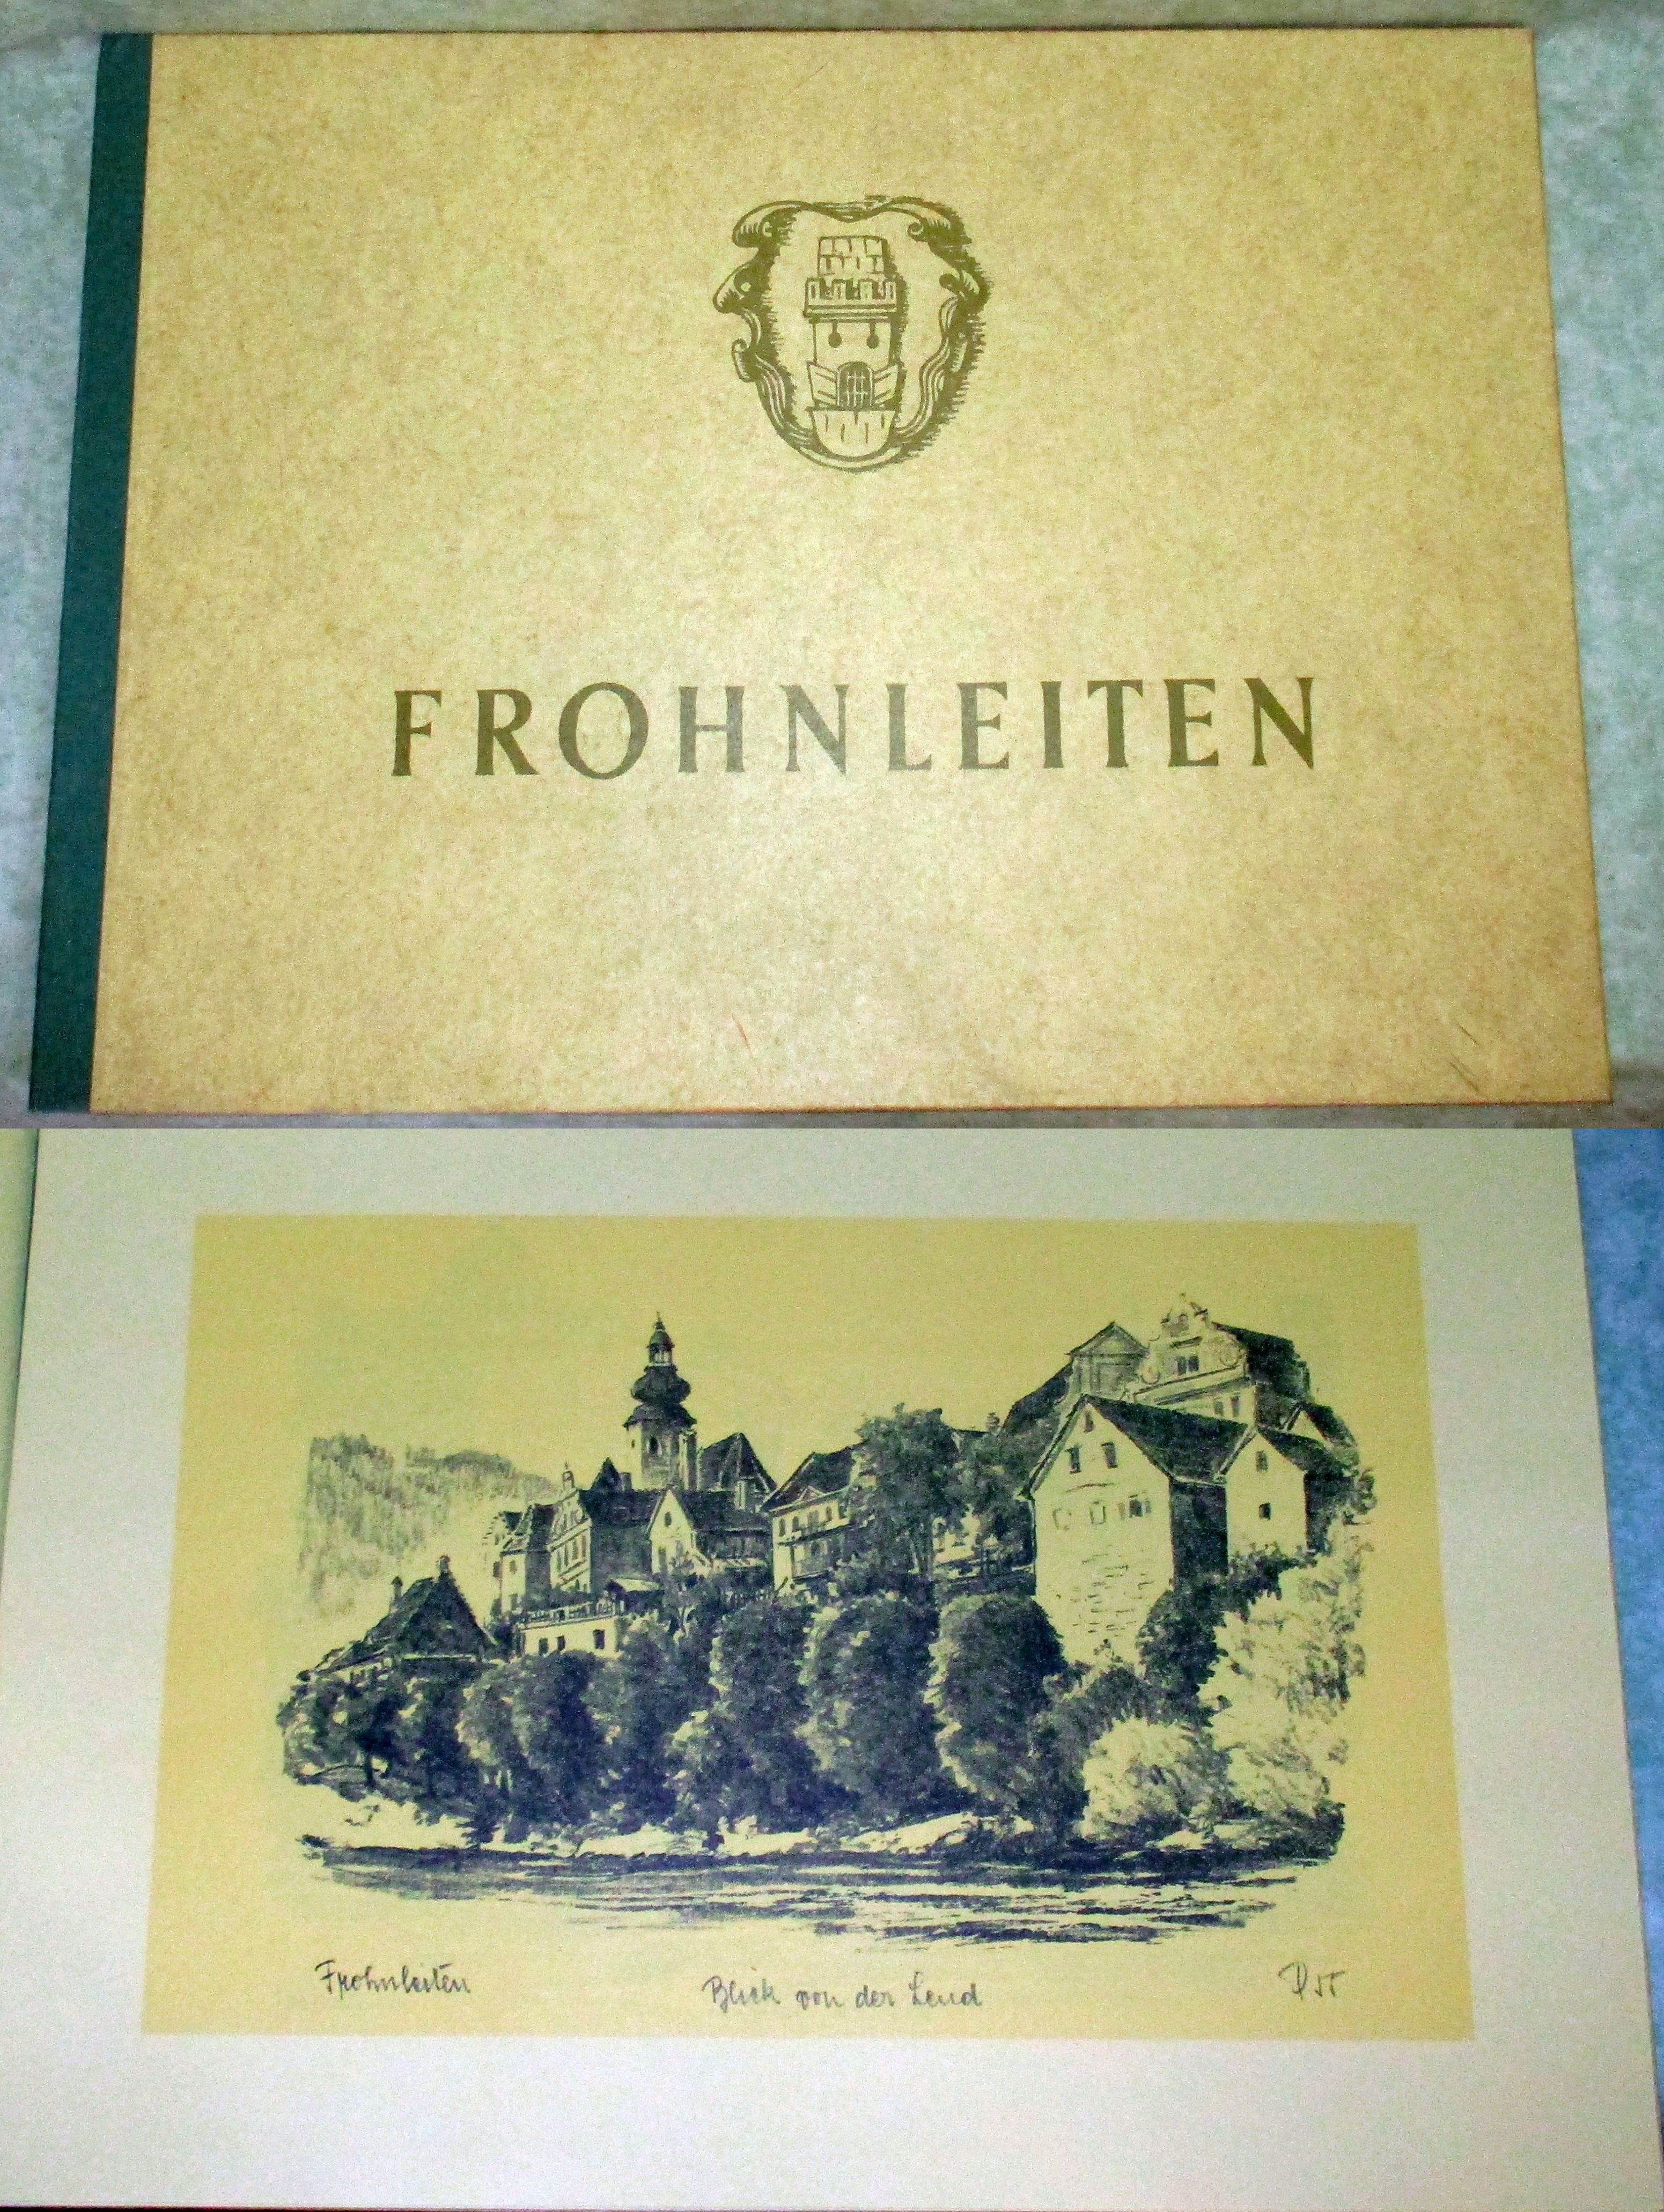 FROHNLEITEN
Frohnleiten Blick von der Lend